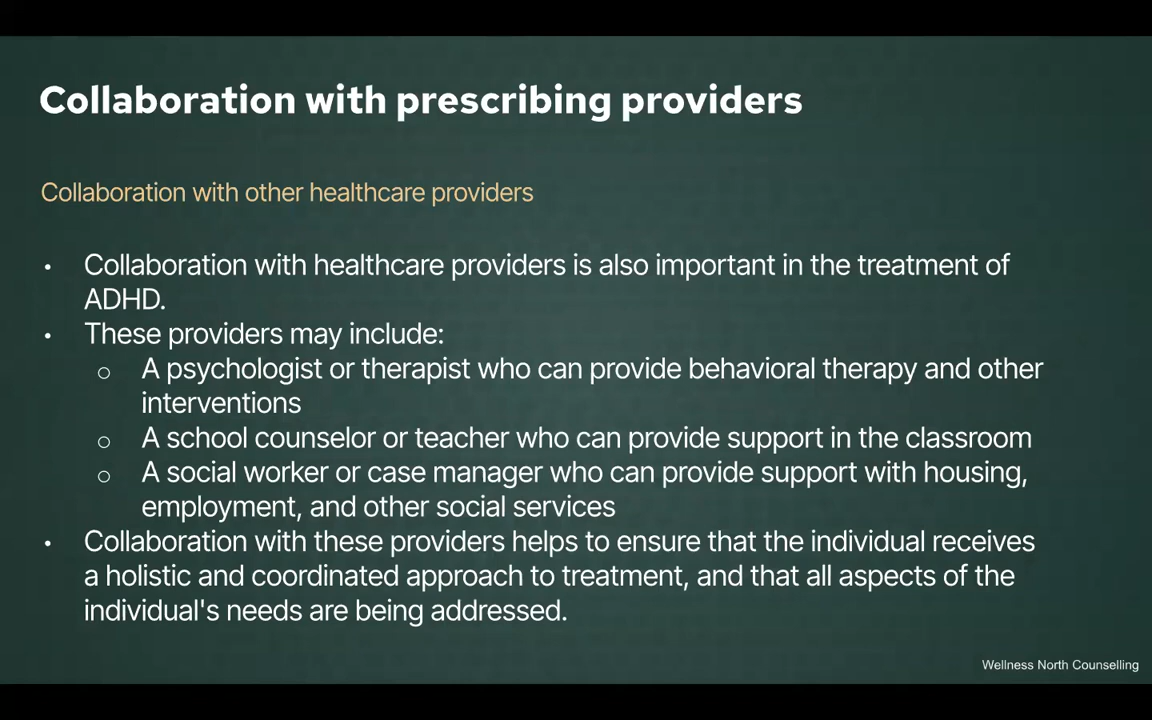 Collaboration with prescribing providers
Collaboration with other healthcare providers
• Collaboration with healthcare providers is also important in the treatment of
ADHD.
• These providers may include:
○ A psychologist or therapist who can provide behavioral therapy and other
interventions
○ A school counselor or teacher who can provide support in the classroom
○ A social worker or case manager who can provide support with housing,
employment, and other social services
• Collaboration with these providers helps to ensure that the individual receives
a holistic and coordinated approach to treatment, and that all aspects of the
individual's needs are being addressed.
Wellness North Counselling